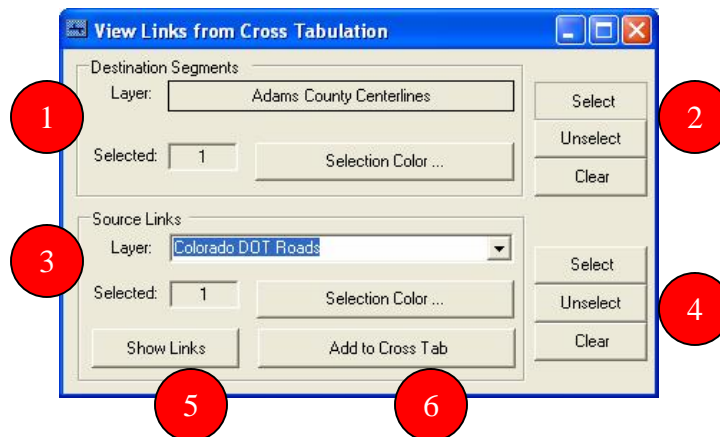 View Links from Cross Tabulation
Destination Segments
1
Layer: Adams County Centerlines
Select
2
Unselect
Selected: 1 Selection Color ...
Clear
Source Links
3
Layer: Colorado DOT Roads
Select
Selected: 1 Selection Color ...
Unselect
4
Show Links Add to Cross Tab
Clear
5 6